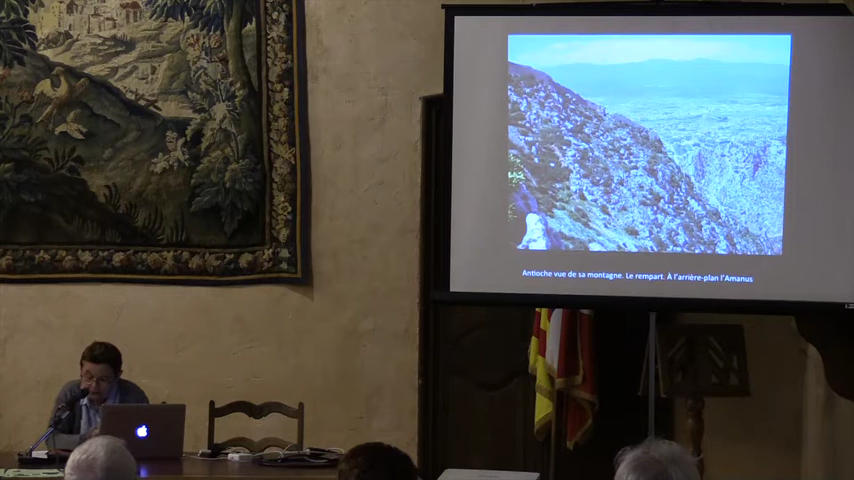 Antioche vue de sa montagne. Le rempart. À l'arrière-plan l'Amanus